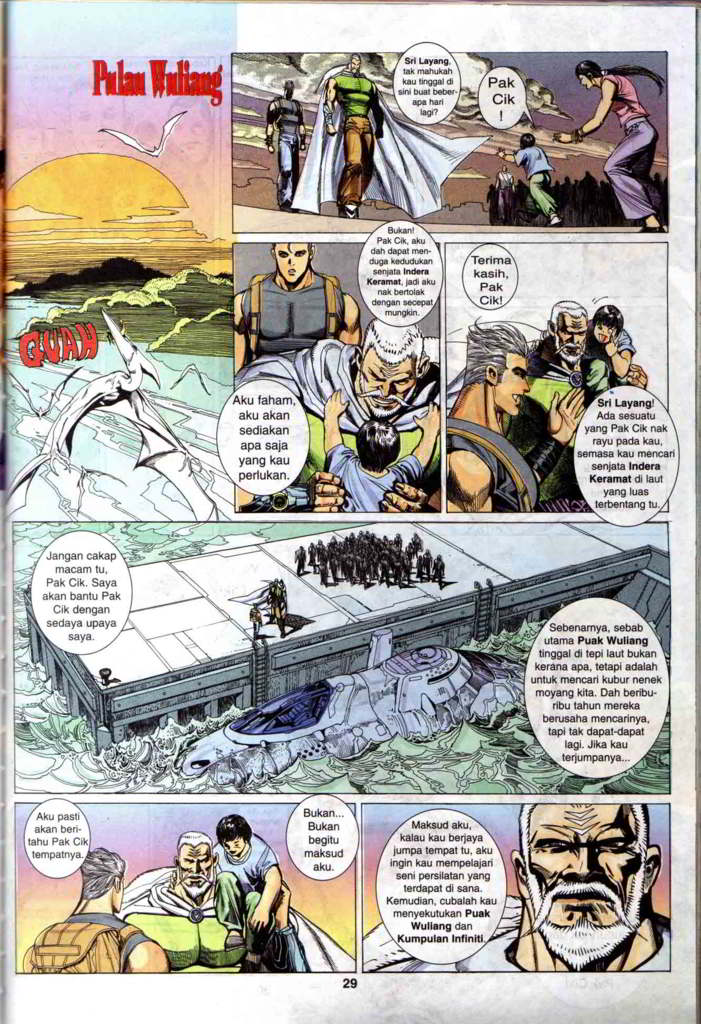 Pulau Wuliang
Sri Layang,
tak mahukah
kau tinggal di
sini buat beber-
apa hari
lagi?
Pak
Cik
!
GUAH
Bukan!
Pak Cik, aku
dah dapat men-
duga kedudukan
senjata Indera
Keramat, jadi aku
nak bertolak
dengan secepat
mungkin.
Aku faham,
aku akan
sediakan
apa saja
yang kau
perlukan.
Terima
kasih,
Pak
Cik!
Sri Layang!
Ada sesuatu
yang Pak Cik nak
rayu pada kau,
semasa kau mencari
senjata Indera
Keramat di laut
yang luas
terbentang tu.
Jangan cakap
macam tu,
Pak Cik. Saya
akan bantu Pak
Cik dengan
sedaya upaya
saya.
Sebenarnya, sebab
utama Puak Wuliang
tinggal di tepi laut bukan
kerana apa, tetapi adalah
untuk mencari kubur nenek
moyang kita. Dah beribu-
ribu tahun mereka
berusaha mencarinya,
tapi tak dapat-dapat
lagi. Jika kau
terjumpanya...
Aku pasti
akan beri-
tahu Pak Cik
tempatnya.
Bukan...
Bukan
begitu
maksud
aku.
Maksud aku,
kalau kau berjaya
jumpa tempat tu, aku
ingin kau mempelajari
seni persilatan yang
terdapat di sana.
Kemudian, cubalah kau
menyekutukan Puak
Wuliang dan
Kumpulan Infiniti.
29